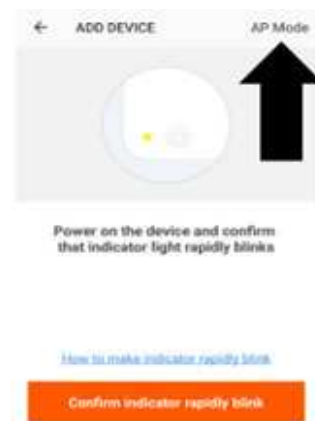 ADD DEVICE AP Mode
Power on the device and confirm
that indicator light rapidly blinks
How to make indicator rapidly blink
Confirm indicator rapidly blink